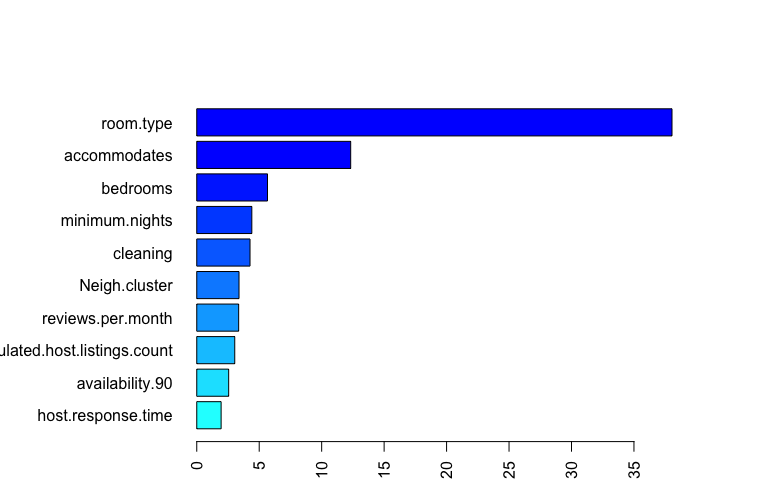 room.type
accommodates
bedrooms
minimum.nights
cleaning
Neigh.cluster
reviews.per.month
ulated.host.listings.count
availability.90
host.response.time
0 5 10 15 20 25 30 35